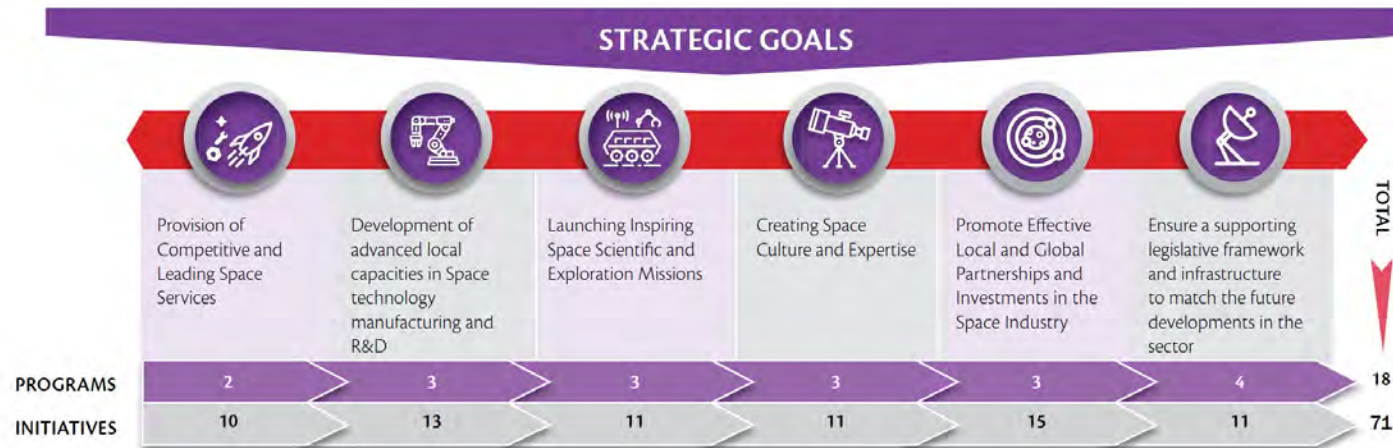 STRATEGIC GOALS
Provision of
Competitive and
Leading Space
Services
Development of
advanced local
capacities in Space
technology
manufacturing and
R&D
Launching Inspiring
Space Scientific and
Exploration Missions
Creating Space
Culture and Expertise
Promote Effective
Local and Global
Partnerships and
Investments in the
Space Industry
Ensure a supporting
legislative framework
and infrastructure
to match the future
developments in the
sector
TOTAL
PROGRAMS 2 3 3 3 3 4 18
INITIATIVES 10 13 11 11 15 11 71